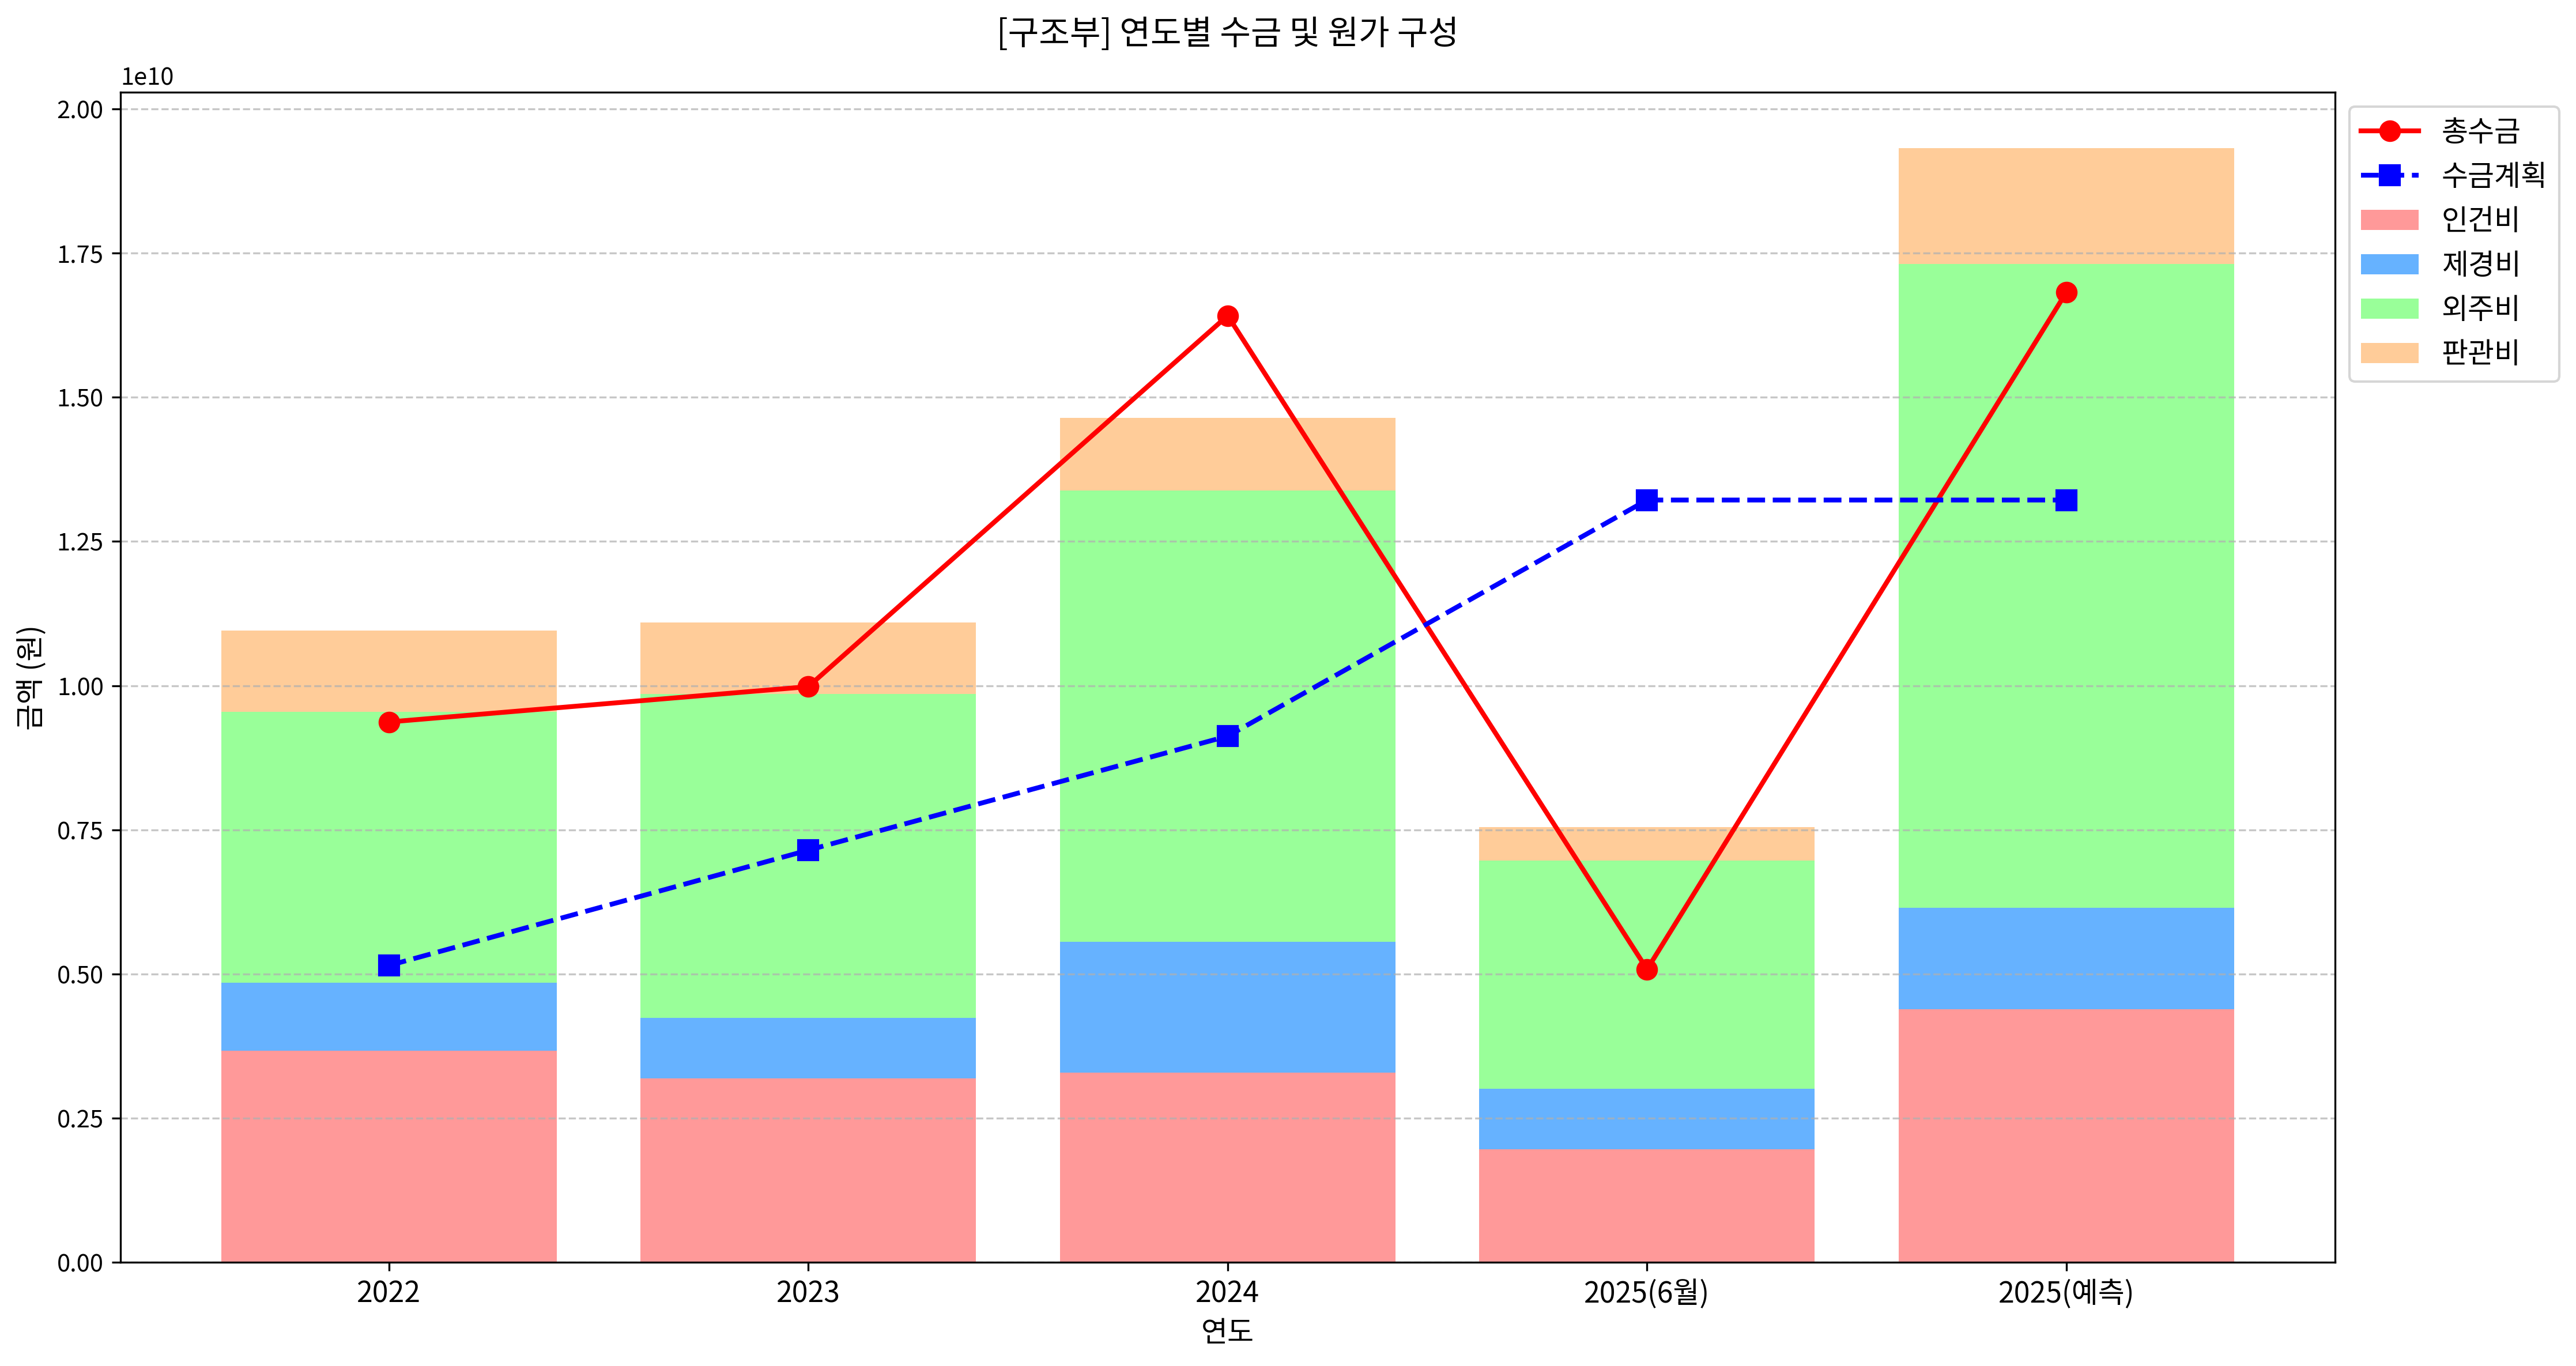 [구조부] 연도별 수금 및 원가 구성
1e10
2.00
1.75
1.50
1.25
1.00
0.75
0.50
0.25
0.00
금액 (원)
2022
2023
2024
2025(6월)
2025(예측)
연도
총수금
수금계획
인건비
제경비
외주비
판관비